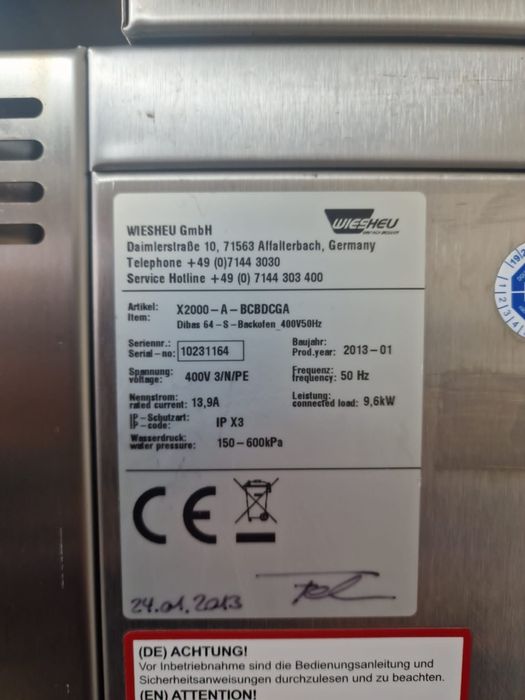 WIESHEU
WIESHEU GmbH
Daimlerstraße 10, 71563 Affallerbach, Germany
Telephone +49 (0)7144 3030
Service Hotline +49 (0) 7144 303 400
Artikel: X2000-A-BCBDCGA
Item: Dibas 64-S-Backofen_400V50Hz
Seriennr.: Baujahr:
Serial-no: 10231164 Prod.year: 2013-01
Spannung: Frequenz:
voltage: 400V 3/N/PE frequency: 50 Hz
Nennstrom: Leistung:
rated current: 13,9A connected load: 9,6kW
IP-Schutzart:
IP-code: IP X3
Wasserdruck:
water pressure: 150-600kPa
CE
24.01.2013
(DE) ACHTUNG!
Vor Inbetriebnahme sind die Bedienungsanleitung und
Sicherheitsanweisungen durchzulesen und zu beachten.
(EN) ATTENTION!